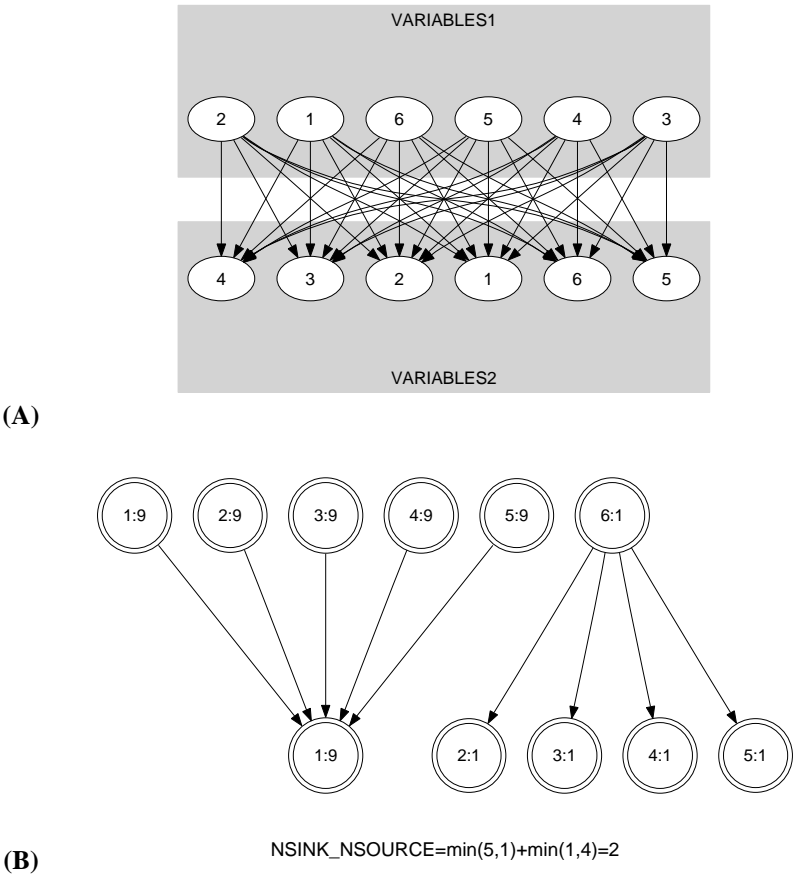 VARIABLES1
2 1 6 5 4 3
4 3 2 1 6 5
VARIABLES2
(A)
1:9 2:9 3:9 4:9 5:9 6:1
1:9 2:1 3:1 4:1 5:1
NSINK_NSOURCE=min(5,1)+min(1,4)=2
(B)